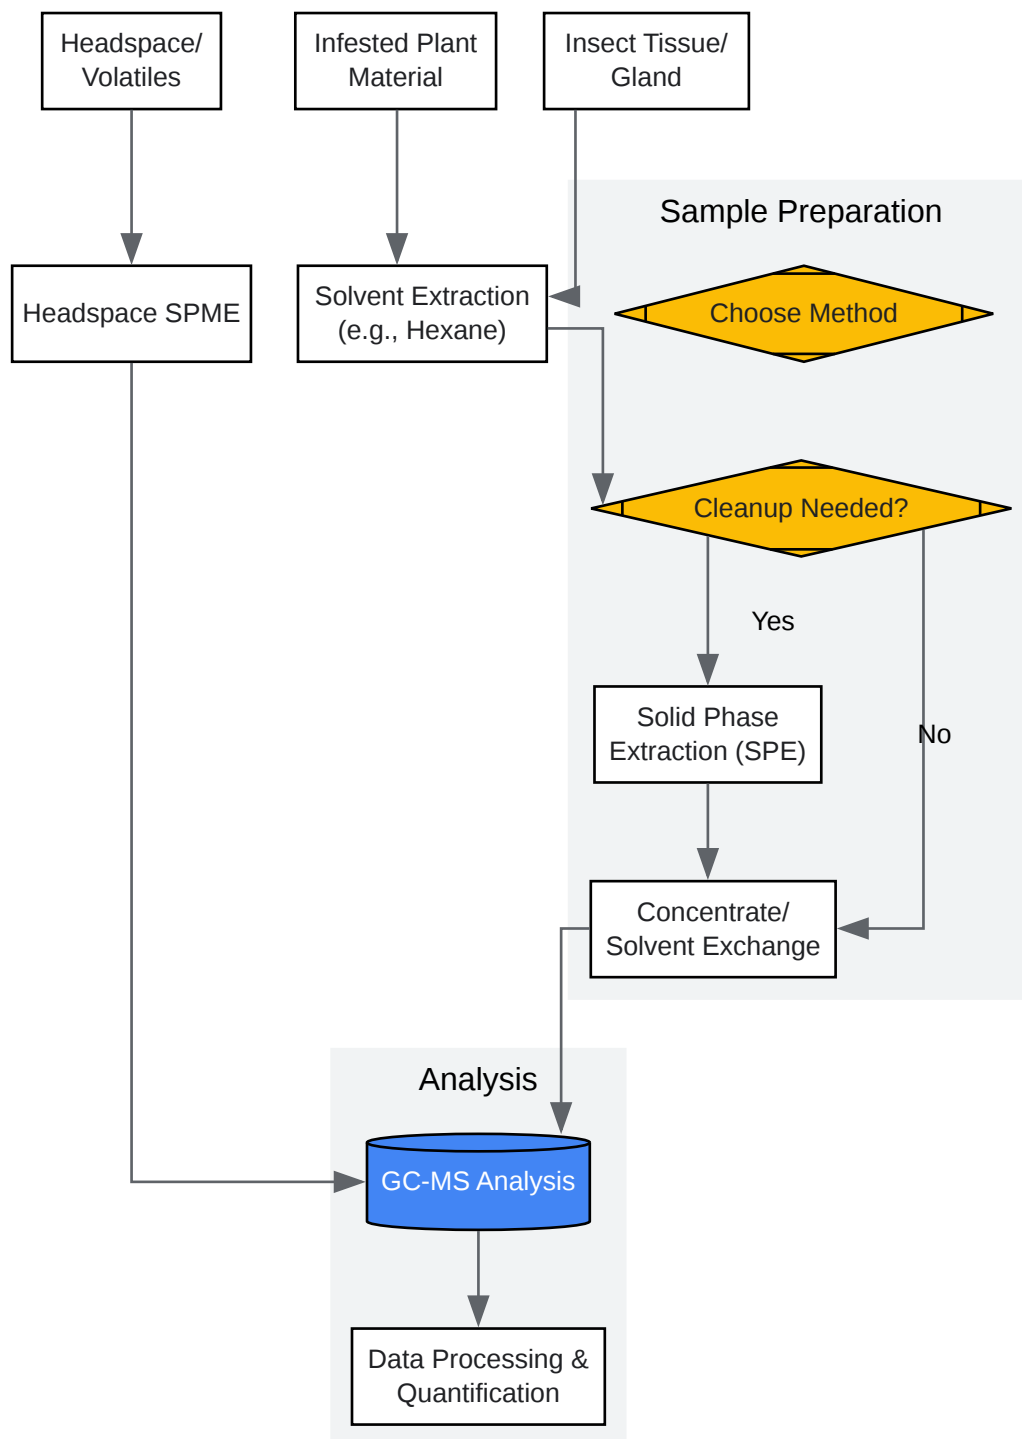 Headspace/
Volatiles
Infested Plant
Material
Insect Tissue/
Gland
Sample Preparation
Headspace SPME
Solvent Extraction
(e.g., Hexane)
Choose Method
Cleanup Needed?
Yes
Solid Phase
Extraction (SPE)
No
Concentrate/
Solvent Exchange
Analysis
GC-MS Analysis
Data Processing &
Quantification